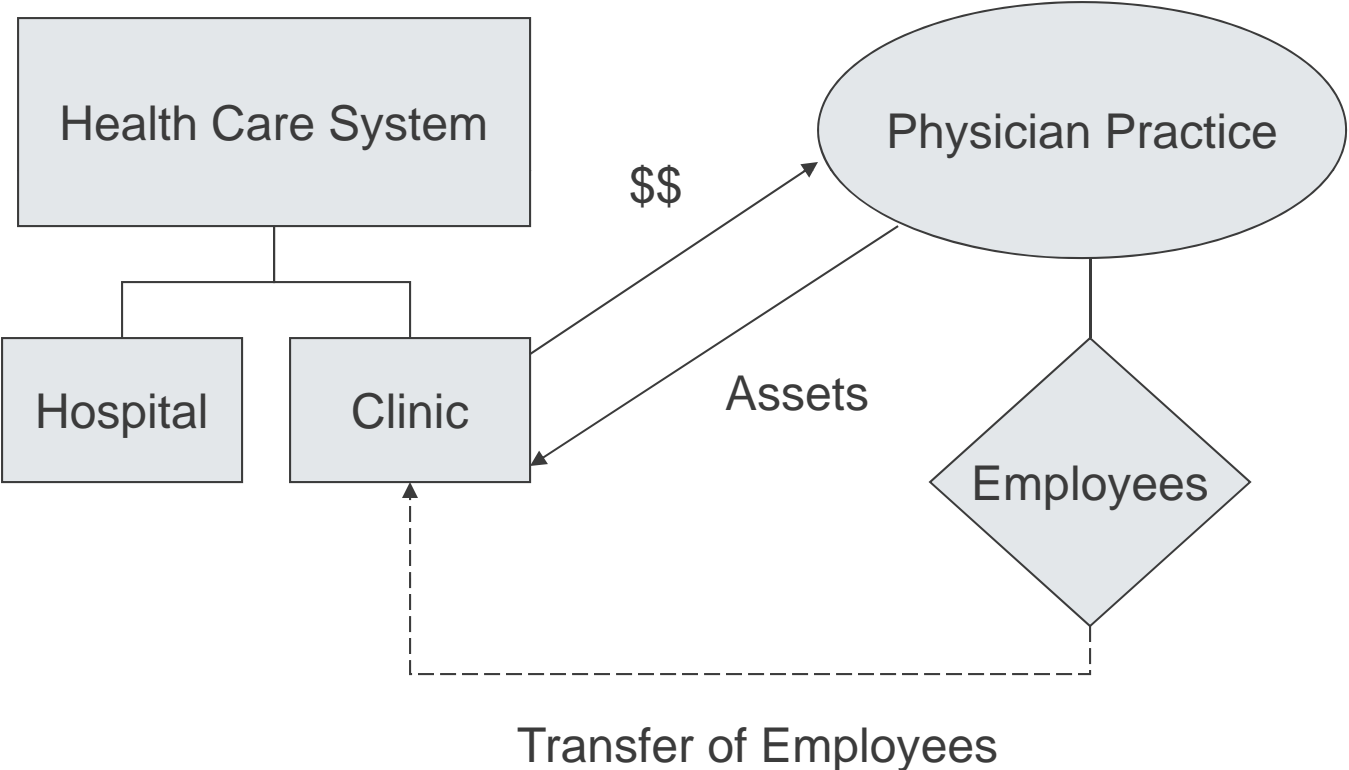 Health Care System
Physician Practice
$$
Hospital
Clinic
Assets
Employees
Transfer of Employees